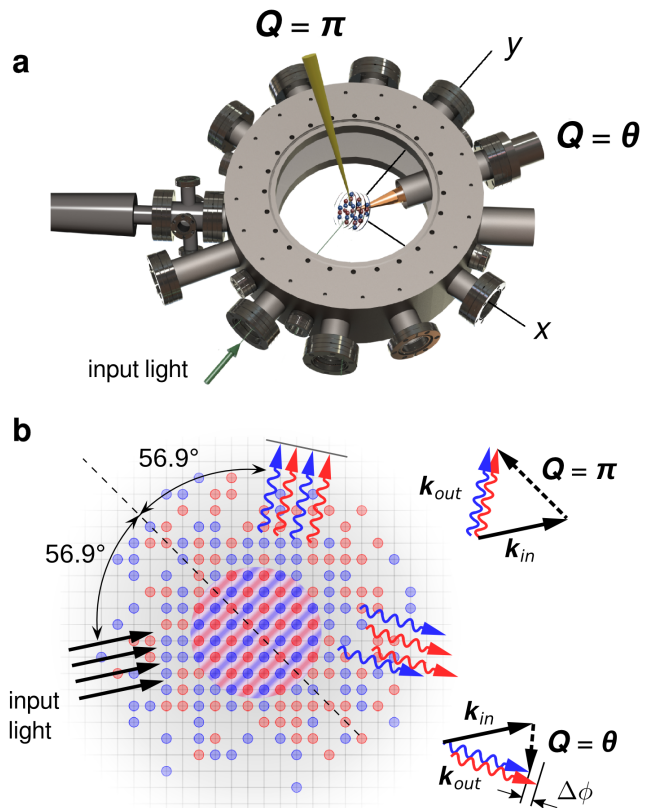 Q = π
a
y
Q = θ
x
input light
b
56.9°
56.9°
input
light
Q = π
k_out
k_in
k_in
Q = θ
k_out
Δϕ